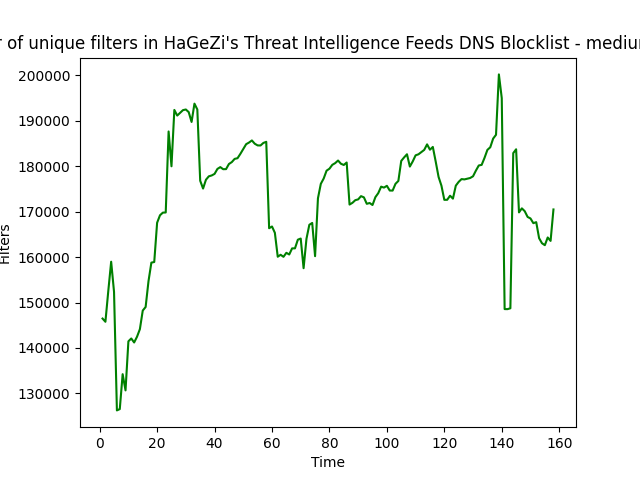 r of unique filters in HaGeZi's Threat Intelligence Feeds DNS Blocklist - mediu
200000
190000
180000
170000
160000
150000
140000
130000
Filters
0 20 40 60 80 100 120 140 160
Time